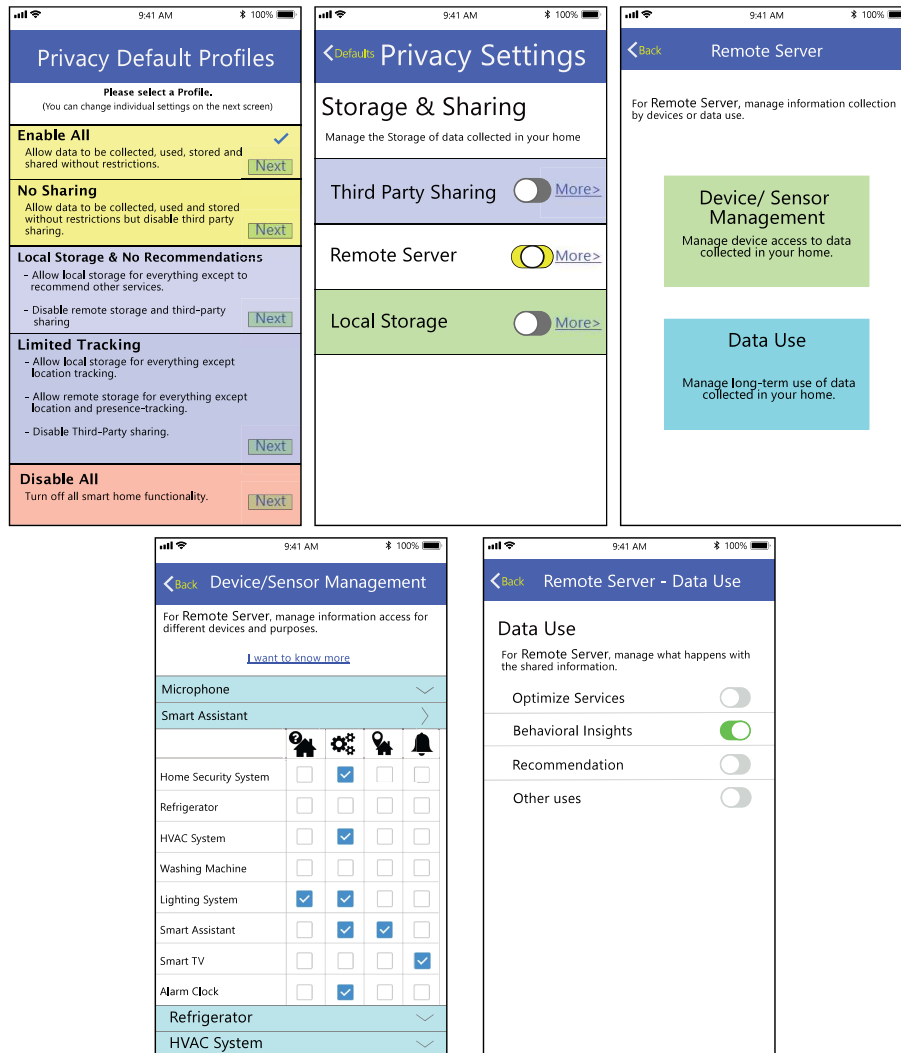 9:41 AM 100%
Privacy Default Profiles
Please select a Profile.
(You can change individual settings on the next screen)
Enable All
Allow data to be collected, used, stored and
shared without restrictions.
Next
No Sharing
Allow data to be collected, used and stored
without restrictions but disable third party
sharing.
Next
Local Storage & No Recommendations
- Allow local storage for everything except to
recommend other services.
- Disable remote storage and third-party
sharing
Next
Limited Tracking
- Allow local storage for everything except
location tracking.
- Allow remote storage for everything except
location and presence-tracking.
- Disable Third-Party sharing.
Next
Disable All
Turn off all smart home functionality.
Next
9:41 AM 100%
Defaults Privacy Settings
Storage & Sharing
Manage the Storage of data collected in your home
Third Party Sharing More>
Remote Server More>
Local Storage More>
9:41 AM 100%
Back Remote Server
For Remote Server, manage information collection
by devices or data use.
Device/ Sensor
Management
Manage device access to data
collected in your home.
Data Use
Manage long-term use of data
collected in your home.
9:41 AM 100%
Back Device/Sensor Management
For Remote Server, manage information access for
different devices and purposes.
I want to know more
Microphone
Smart Assistant
Home Security System
Refrigerator
HVAC System
Washing Machine
Lighting System
Smart Assistant
Smart TV
Alarm Clock
Refrigerator
HVAC System
9:41 AM 100%
Back Remote Server - Data Use
Data Use
For Remote Server, manage what happens with
the shared information.
Optimize Services
Behavioral Insights
Recommendation
Other uses